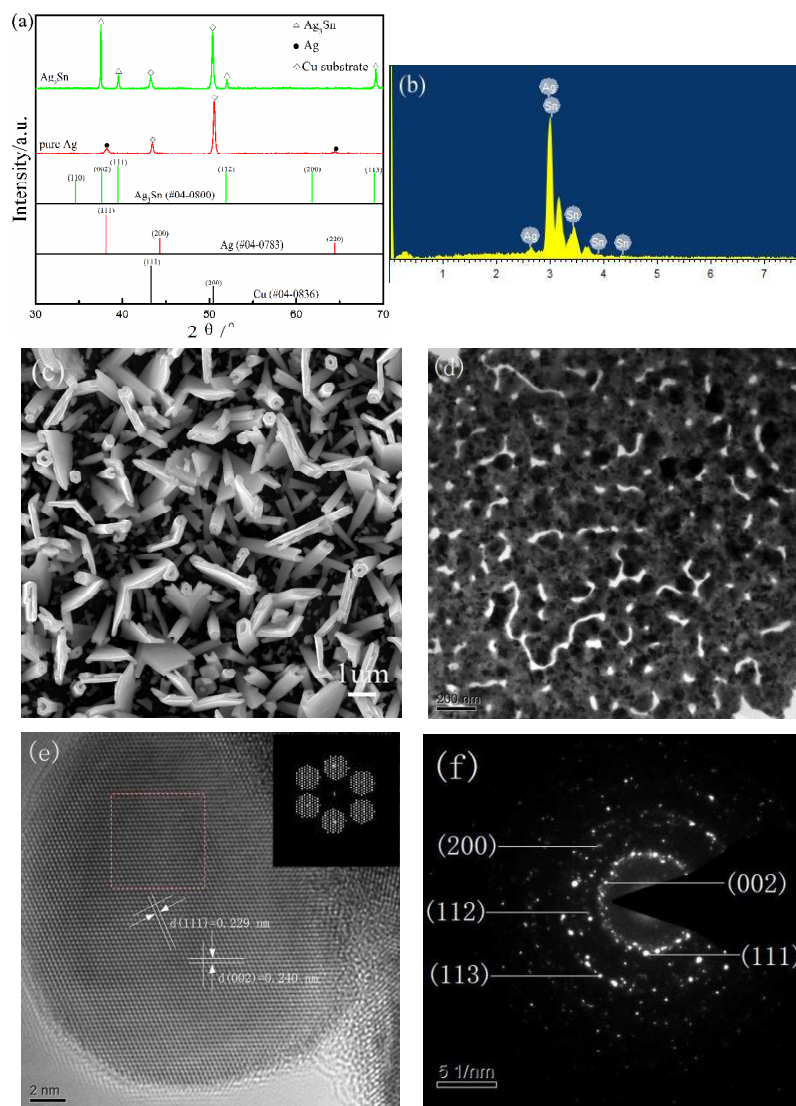 (a)
△ Ag3Sn
● Ag
◇ Cu substrate
Ag3Sn
pure Ag
Intensity/a.u.
(110)
(002)
(111)
(112)
(200)
(113)
Ag3Sn (#04-0800)
(111)
(200)
(220)
Ag (#04-0783)
(111)
(200)
Cu (#04-0836)
30 40 50 60 70
2 θ /°
(b)
Ag
Sn
Ag
Sn
Sn
Sn
1 2 3 4 5 6 7
(c)
1um
(d)
200 nm
(e)
d(111)=0.229 nm
d(002)=0.240 nm
2 nm
(f)
(200)
(002)
(112)
(111)
(113)
5 1/nm